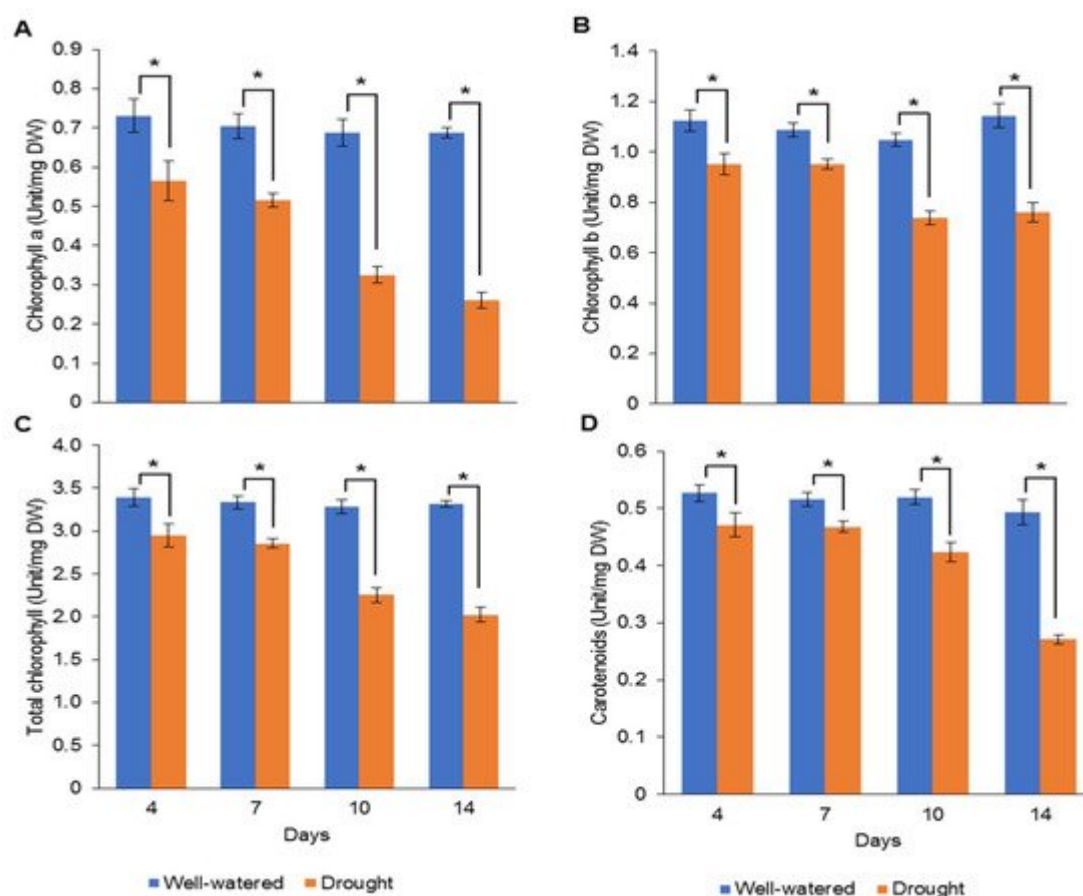 A
Chlorophyll a (Unit/mg DW)
0.9
0.8
0.7
0.6
0.5
0.4
0.3
0.2
0.1
0
* * * *
B
Chlorophyll b (Unit/mg DW)
1.4
1.2
1.0
0.8
0.6
0.4
0.2
0
* * * *
C
Total chlorophyll (Unit/mg DW)
4.0
3.5
3.0
2.5
2.0
1.5
1.0
0.5
0
* * * *
4 7 10 14
Days
Well-watered Drought
D
Carotenoids (Unit/mg DW)
0.6
0.5
0.4
0.3
0.2
0.1
0
* * * *
4 7 10 14
Days
Well-watered Drought